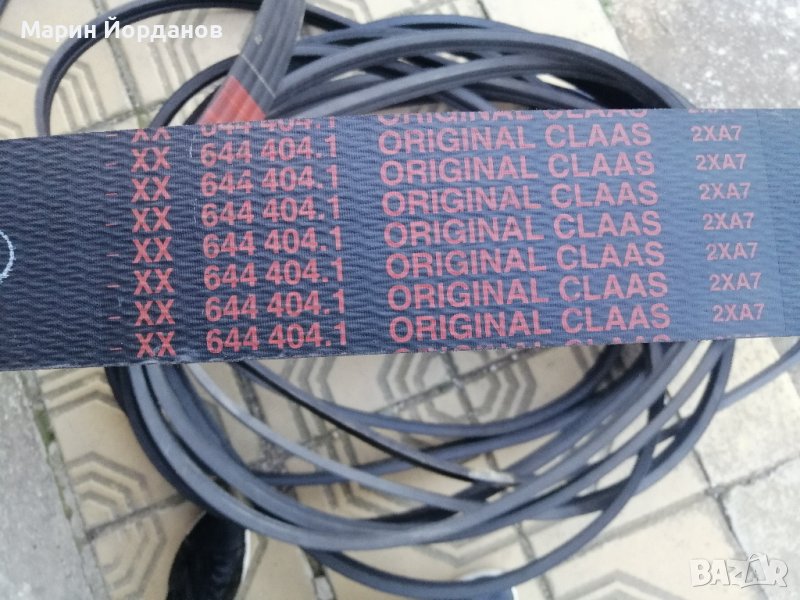 Марин Йорданов
XX 644 404.1 ORIGINAL CLAAS 2XA7
- XX 644 404.1 ORIGINAL CLAAS 2XA7
- XX 644 404.1 ORIGINAL CLAAS 2XA7
- XX 644 404.1 ORIGINAL CLAAS 2XA7
- XX 644 404.1 ORIGINAL CLAAS 2XA7
- XX 644 404.1 ORIGINAL CLAAS 2XA7
- XX 644 404.1 ORIGINAL CLAAS 2XA7
- XX 644 404.1 ORIGINAL CLAAS 2XA7
BAZAR